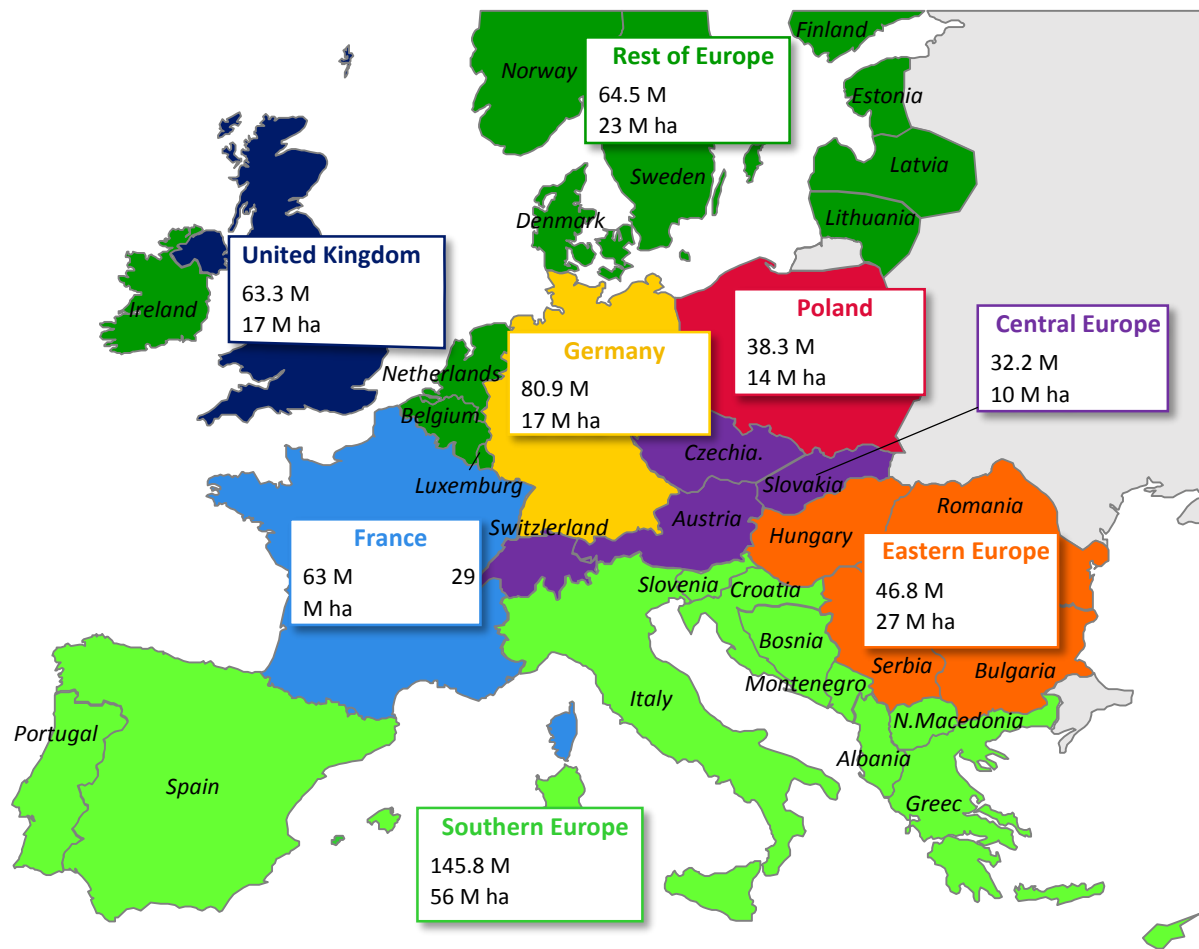 Finland
Norway
Rest of Europe
64.5 M
23 M ha
Estonia
Latvia
Sweden
Lithuania
Denmark
United Kingdom
63.3 M
17 M ha
Ireland
Poland
38.3 M
14 M ha
Central Europe
32.2 M
10 M ha
Germany
80.9 M
17 M ha
Netherlands
Belgium
Luxemburg
Czechia.
Slovakia
Austria
Switzlerland
Hungary
Romania
France
63 M 29
M ha
Eastern Europe
46.8 M
27 M ha
Slovenia
Croatia
Bosnia
Serbia
Bulgaria
Montenegro
Italy
N.Macedonia
Albania
Greec
Portugal
Spain
Southern Europe
145.8 M
56 M ha